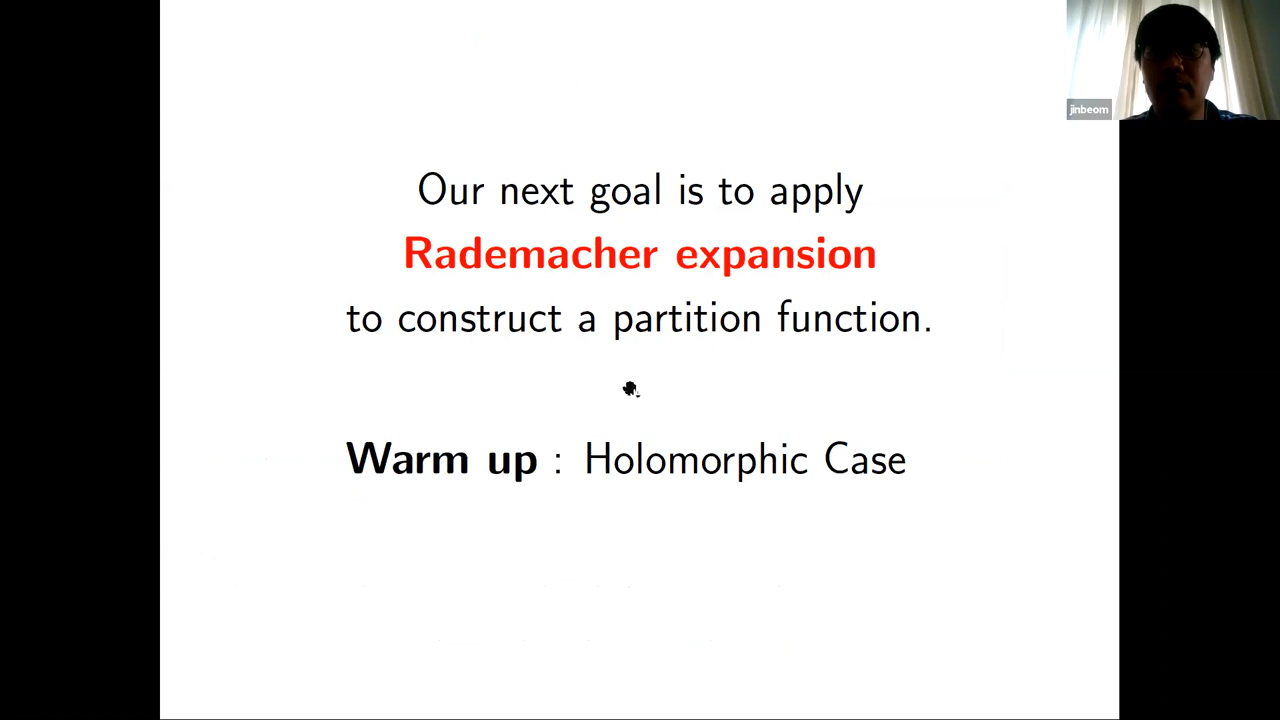 jinbeom
Our next goal is to apply
Rademacher expansion
to construct a partition function.
Warm up : Holomorphic Case